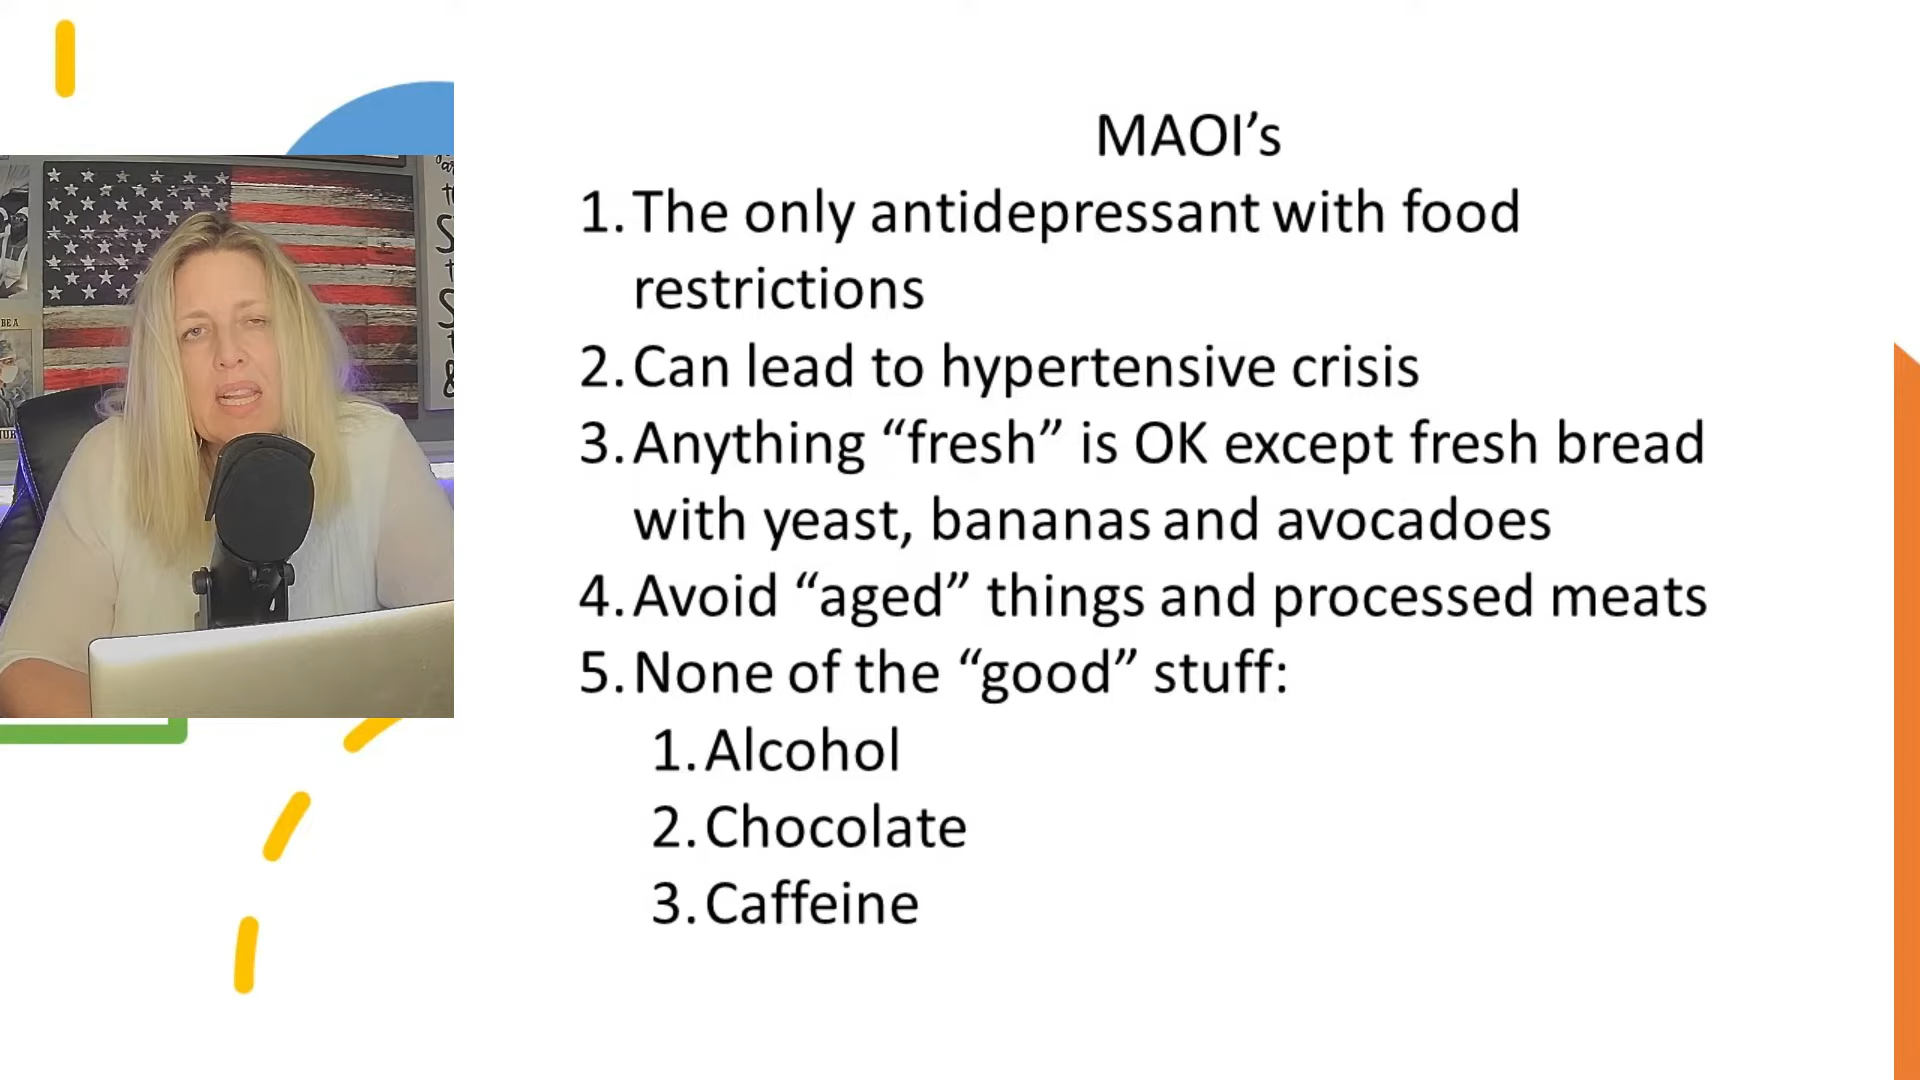 MAOI’s
1. The only antidepressant with food
restrictions
2. Can lead to hypertensive crisis
3. Anything “fresh” is OK except fresh bread
with yeast, bananas and avocadoes
4. Avoid “aged” things and processed meats
5. None of the “good” stuff:
1. Alcohol
2. Chocolate
3. Caffeine
BE A